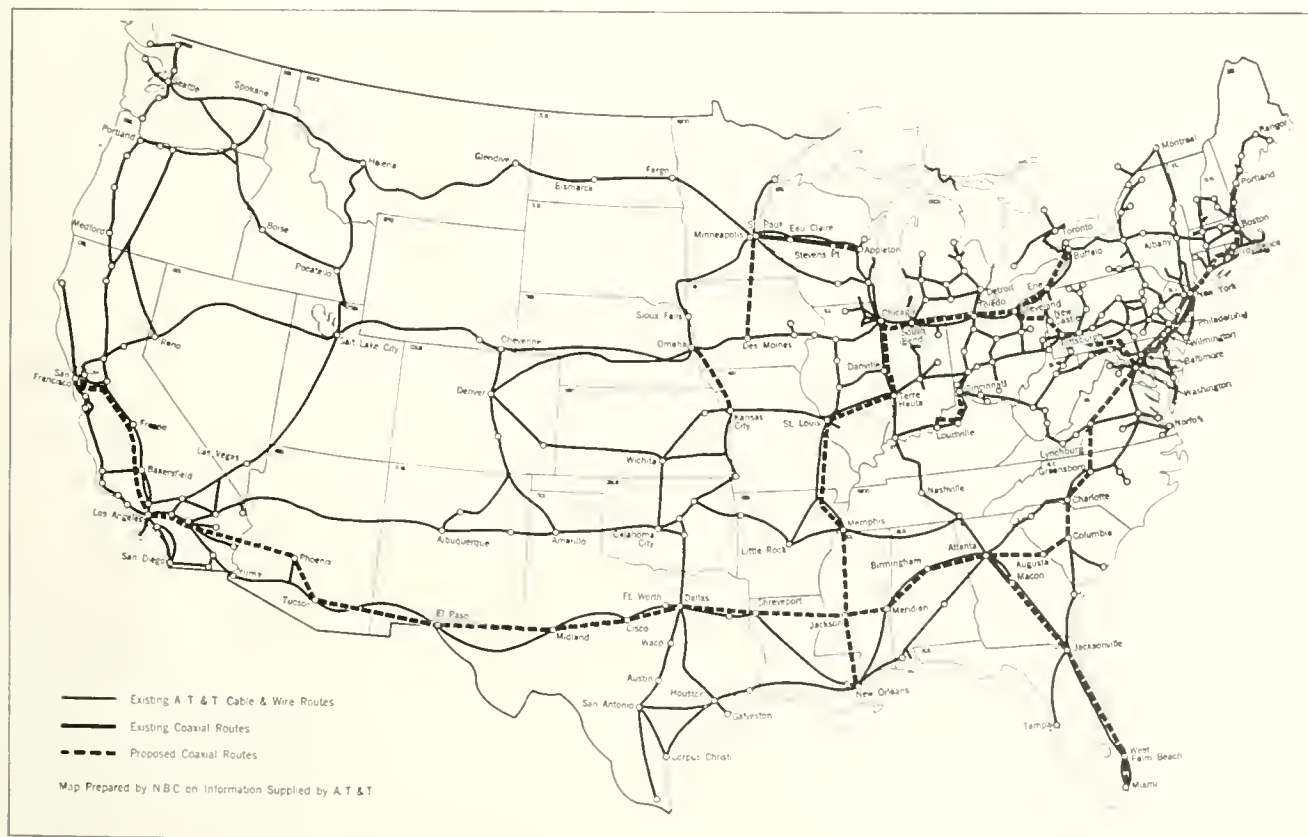 Seattle
Spokane
Portland
Helena
Glendive
Bismarck
Fargo
Medford
Boise
Pocatello
St. Paul
Minneapolis
Eau Claire
Stevens Pt.
Appleton
Montreal
Bangor
Portland
Boston
Toronto
Buffalo
Albany
Providence
New York
Philadelphia
Wilmington
Baltimore
Washington
Norfolk
Detroit
Toledo
Erie
Cleveland
New
Castle
Pittsburgh
Chicago
South
Bend
Sioux Falls
Omaha
Des Moines
Danville
Terre
Haute
Cincinnati
Louisville
Reno
Salt Lake City
Cheyenne
Denver
San
Francisco
Fresno
Las Vegas
Bakersfield
Los Angeles
San Diego
Yuma
Phoenix
Tucson
Kansas
City
St. Louis
Wichita
Lynchburg
Greensboro
Nashville
Charlotte
Columbia
Albuquerque
Amarillo
Oklahoma
City
Little Rock
Memphis
Birmingham
Atlanta
Augusta
Macon
El Paso
Midland
Cisco
Ft. Worth
Dallas
Shreveport
Jackson
Meridian
Jacksonville
Waco
Austin
San Antonio
Houston
Galveston
New Orleans
Corpus Christi
Tampa
West
Palm Beach
Miami
Existing A T & T Cable & Wire Routes
Existing Coaxial Routes
Proposed Coaxial Routes
Map Prepared by NBC on Information Supplied by A T & T